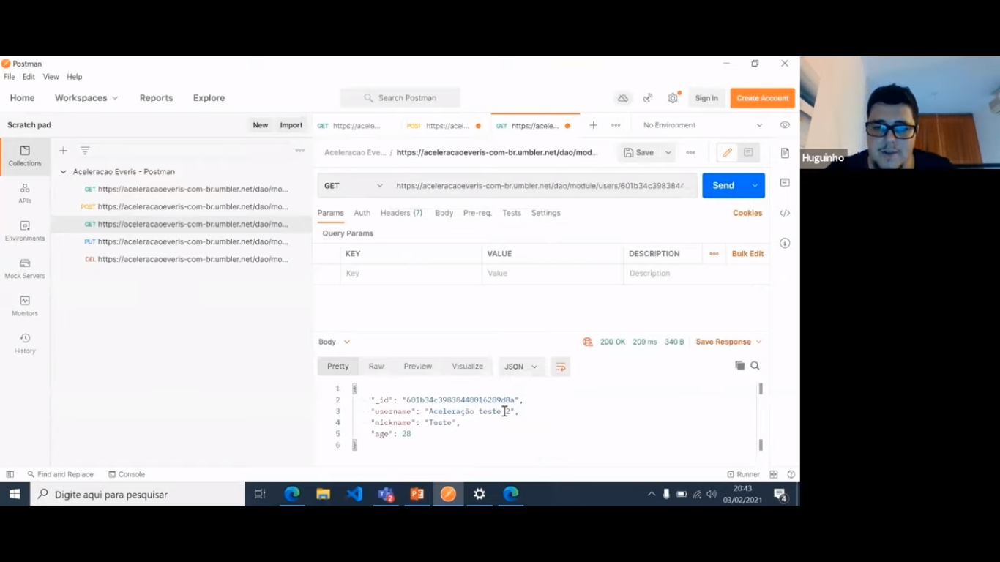 Postman
File Edit View Help
Home Workspaces Reports Explore Search Postman Sign In Create Account
Scratch pad New Import
GET https://acele... POST https://acel... GET https://acele... No Environment
Collections
APIs
Environments
Mock Servers
Monitors
History
Aceleracao Everis - Postman
GET https://aceleracaoeveris-com-br.umbler.net/dao/mo...
POST https://aceleracaoeveris-com-br.umbler.net/dao/mo...
GET https://aceleracaoeveris-com-br.umbler.net/dao/mo...
PUT https://aceleracaoeveris-com-br.umbler.net/dao/mo...
DEL https://aceleracaoeveris-com-br.umbler.net/dao/mo...
Aceleracao Eve... / https://aceleracaoeveris-com-br.umbler.net/dao/mod... Save
GET https://aceleracaoeveris-com-br.umbler.net/dao/module/users/601b34c3983844 Send
Params Auth Headers (7) Body Pre-req. Tests Settings Cookies
Query Params
KEY VALUE DESCRIPTION Bulk Edit
Key Value Description
Body 200 OK 209 ms 340 B Save Response
Pretty Raw Preview Visualize JSON
1
2 "_id": "601b34c39838440016289d8a",
3 "username": "Aceleração teste 2",
4 "nickname": "Teste",
5 "age": 28
6
Find and Replace Console Runner
Digite aqui para pesquisar
2
20:43
03/02/2021
4
Huguinho